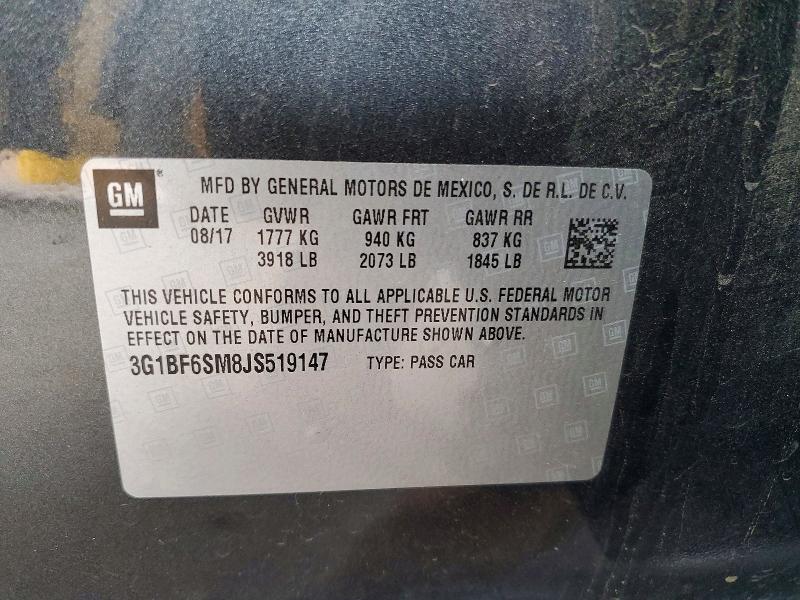 GM ® MFD BY GENERAL MOTORS DE MEXICO, S. DE R.L. DE C.V.
DATE GVWR GAWR FRT GAWR RR
08/17 1777 KG 940 KG 837 KG
3918 LB 2073 LB 1845 LB
THIS VEHICLE CONFORMS TO ALL APPLICABLE U.S. FEDERAL MOTOR
VEHICLE SAFETY, BUMPER, AND THEFT PREVENTION STANDARDS IN
EFFECT ON THE DATE OF MANUFACTURE SHOWN ABOVE.
3G1BF6SM8JS519147 TYPE: PASS CAR